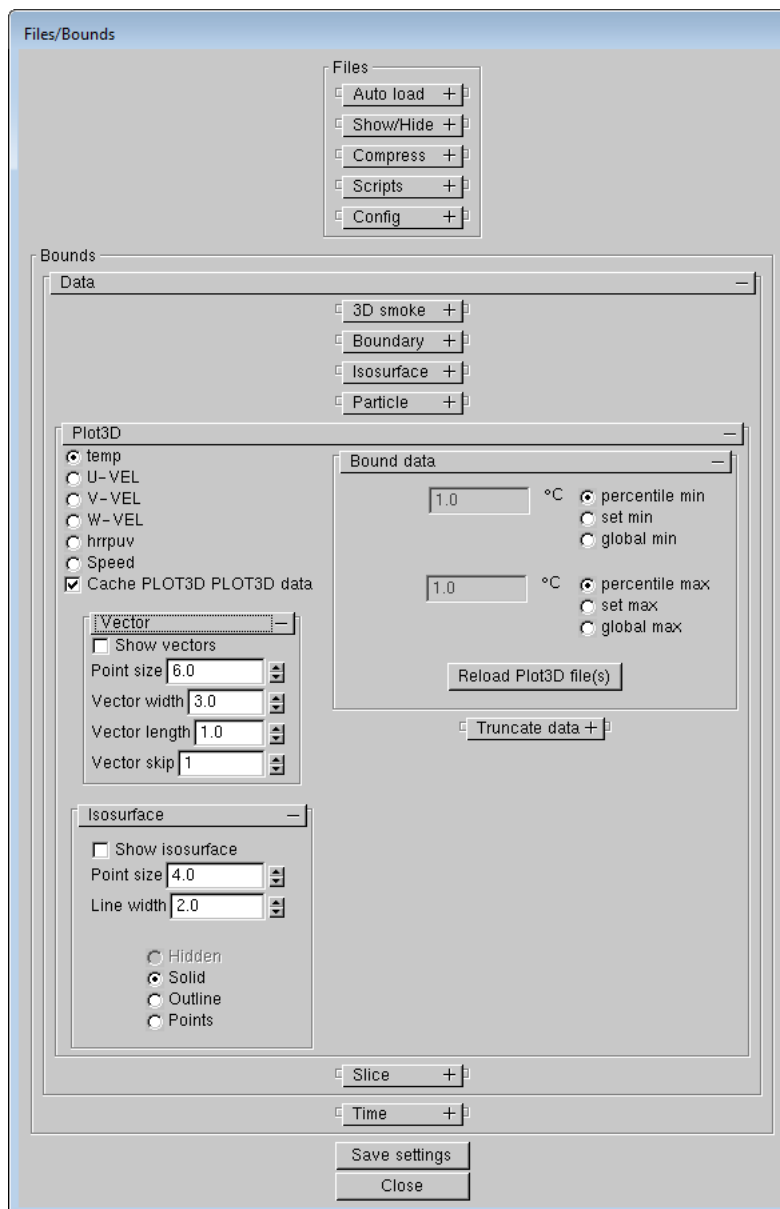 Files/Bounds
Files
Auto load +
Show/Hide +
Compress +
Scripts +
Config +
Bounds
Data −
3D smoke +
Boundary +
Isosurface +
Particle +
Plot3D −
temp
U-VEL
V-VEL
W-VEL
hrrpuv
Speed
Cache PLOT3D PLOT3D data
Vector −
Show vectors
Point size 6.0
Vector width 3.0
Vector length 1.0
Vector skip 1
Isosurface −
Show isosurface
Point size 4.0
Line width 2.0
Hidden
Solid
Outline
Points
Bound data −
1.0 °C percentile min
set min
global min
1.0 °C percentile max
set max
global max
Reload Plot3D file(s)
Truncate data +
Slice +
Time +
Save settings
Close